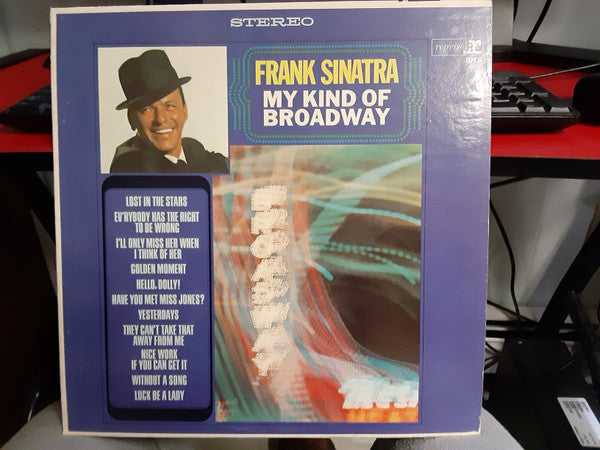 STEREO
reprise
FRANK SINATRA
MY KIND OF
BROADWAY
LOST IN THE STARS
EV'RYBODY HAS THE RIGHT
TO BE WRONG
I'LL ONLY MISS HER WHEN
I THINK OF HER
GOLDEN MOMENT
HELLO, DOLLY!
HAVE YOU MET MISS JONES?
YESTERDAYS
THEY CAN'T TAKE THAT
AWAY FROM ME
NICE WORK
IF YOU CAN GET IT
WITHOUT A SONG
LUCK BE A LADY